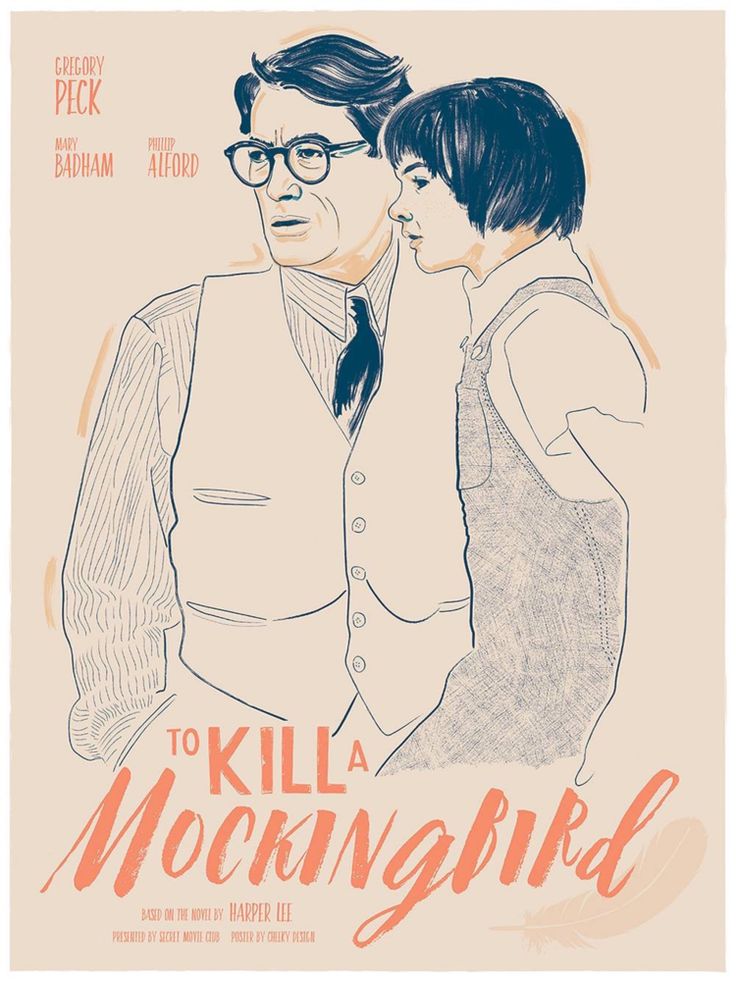 GREGORY
PECK
MARY
BADHAM
PHILLIP
ALFORD
TO KILL A
MOCKINGBIRD
BASED ON THE NOVEL BY HARPER LEE
PRESENTED BY SECRET MOVIE CLUB POSTER BY CHEEKY DESIGN